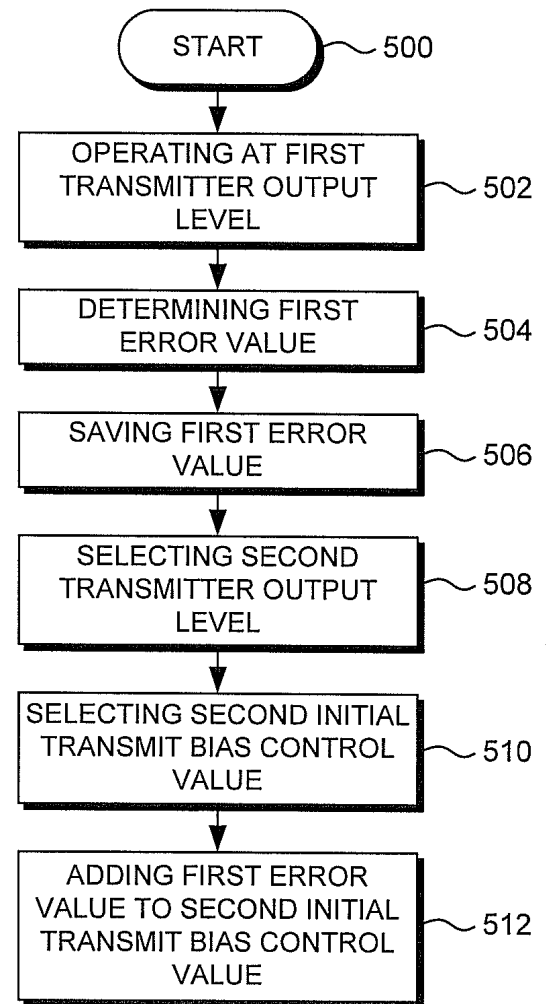 START
500
OPERATING AT FIRST
TRANSMITTER OUTPUT
LEVEL
502
DETERMINING FIRST
ERROR VALUE
504
SAVING FIRST ERROR
VALUE
506
SELECTING SECOND
TRANSMITTER OUTPUT
LEVEL
508
SELECTING SECOND INITIAL
TRANSMIT BIAS CONTROL
VALUE
510
ADDING FIRST ERROR
VALUE TO SECOND INITIAL
TRANSMIT BIAS CONTROL
VALUE
512